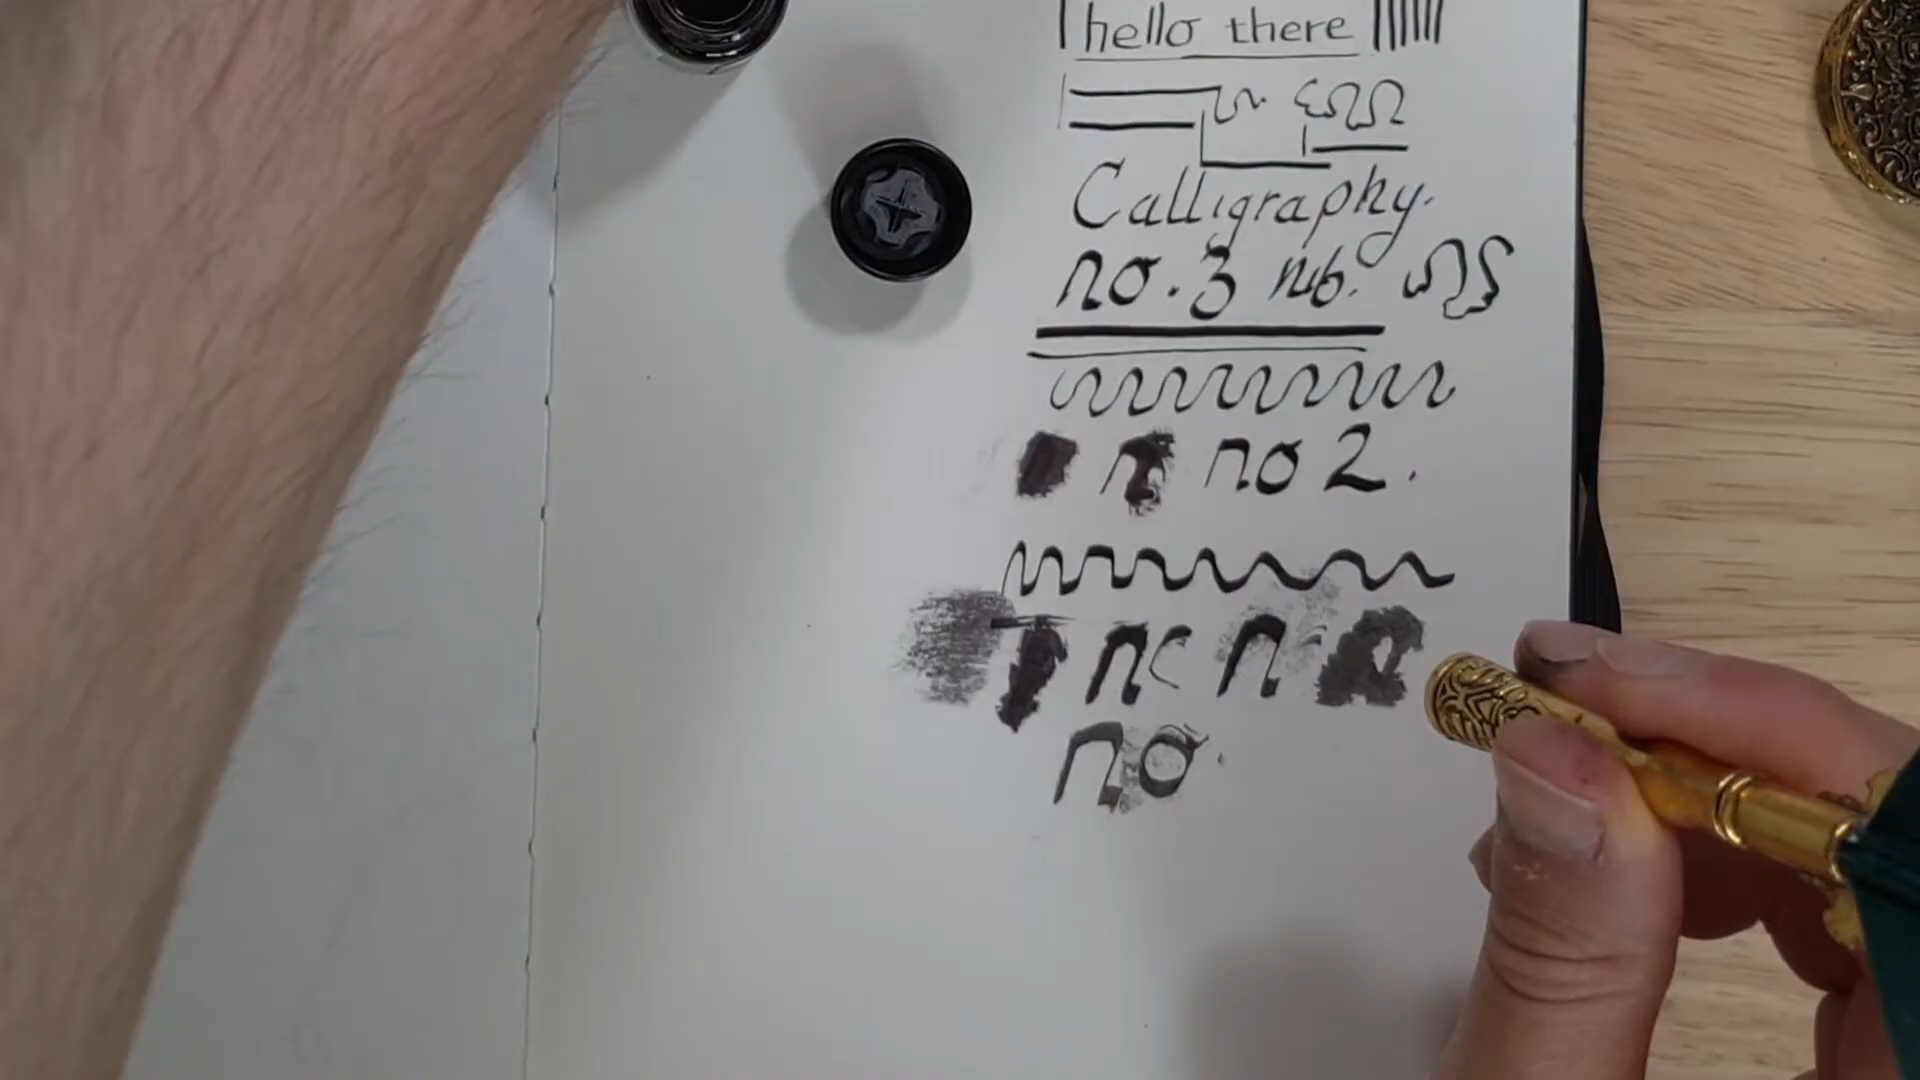 hello there
Calligraphy.
no. 3 nib.
no 2.
no.